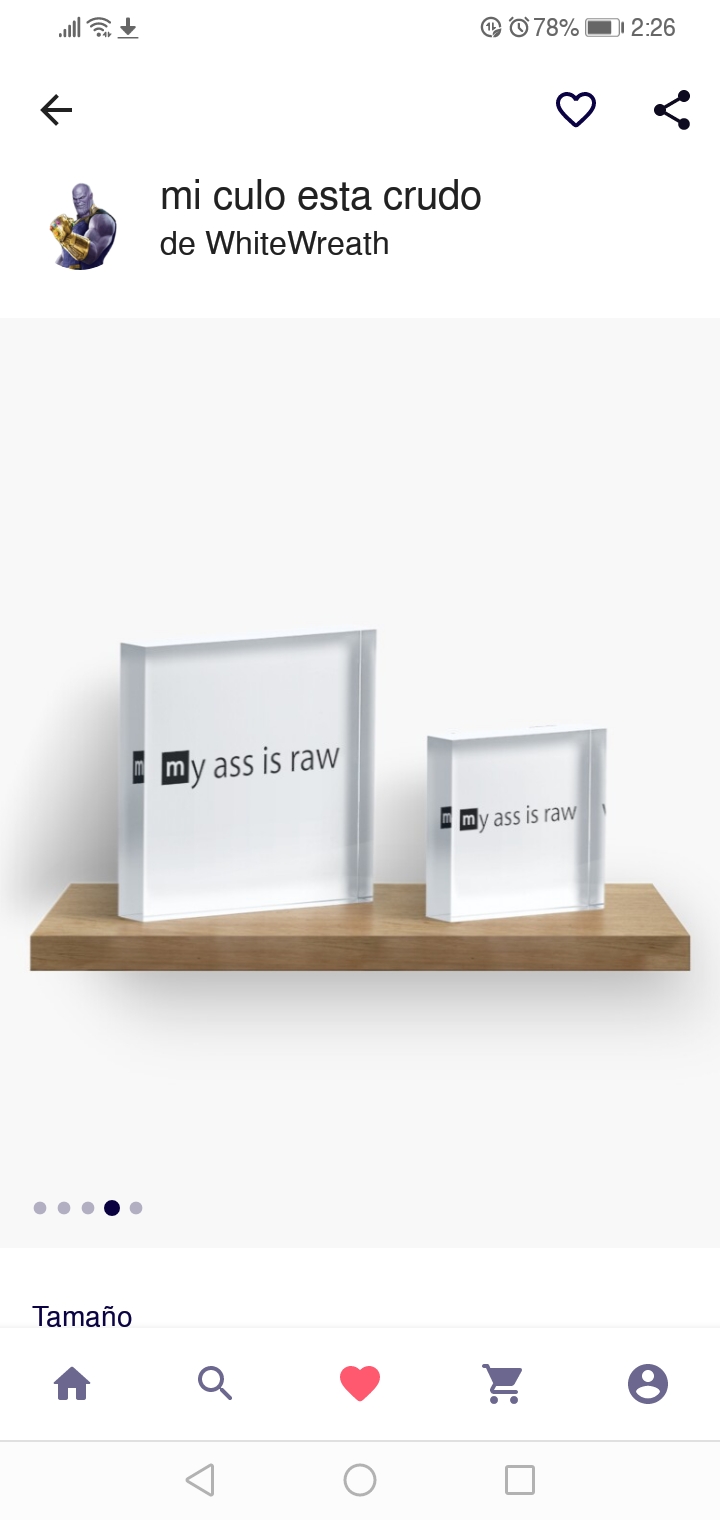 78% 2:26
mi culo esta crudo
de WhiteWreath
my ass is raw
my ass is raw
Tamaño